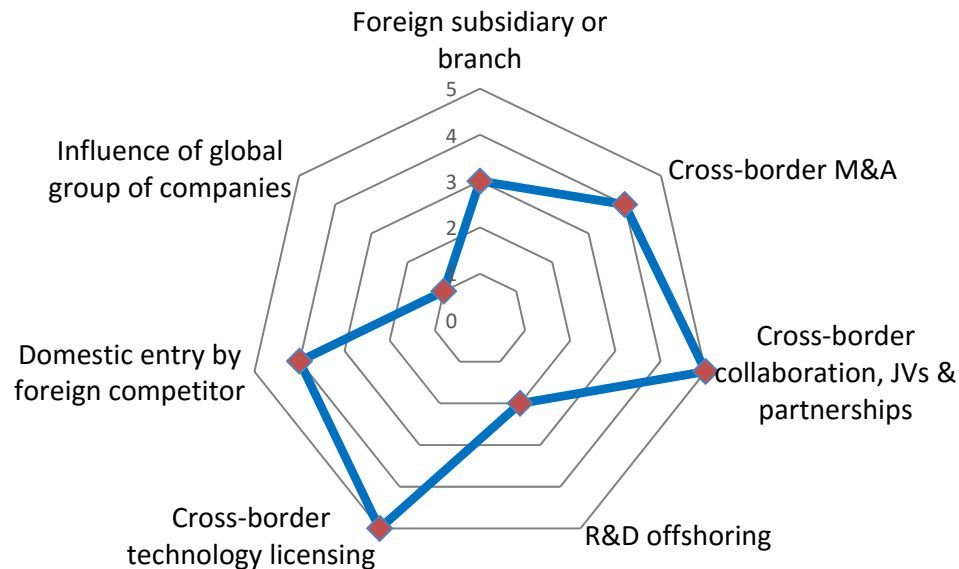 Foreign subsidiary or
branch
5
4
3
2
1
0
Cross-border M&A
Cross-border
collaboration, JVs &
partnerships
R&D offshoring
Cross-border
technology licensing
Domestic entry by
foreign competitor
Influence of global
group of companies